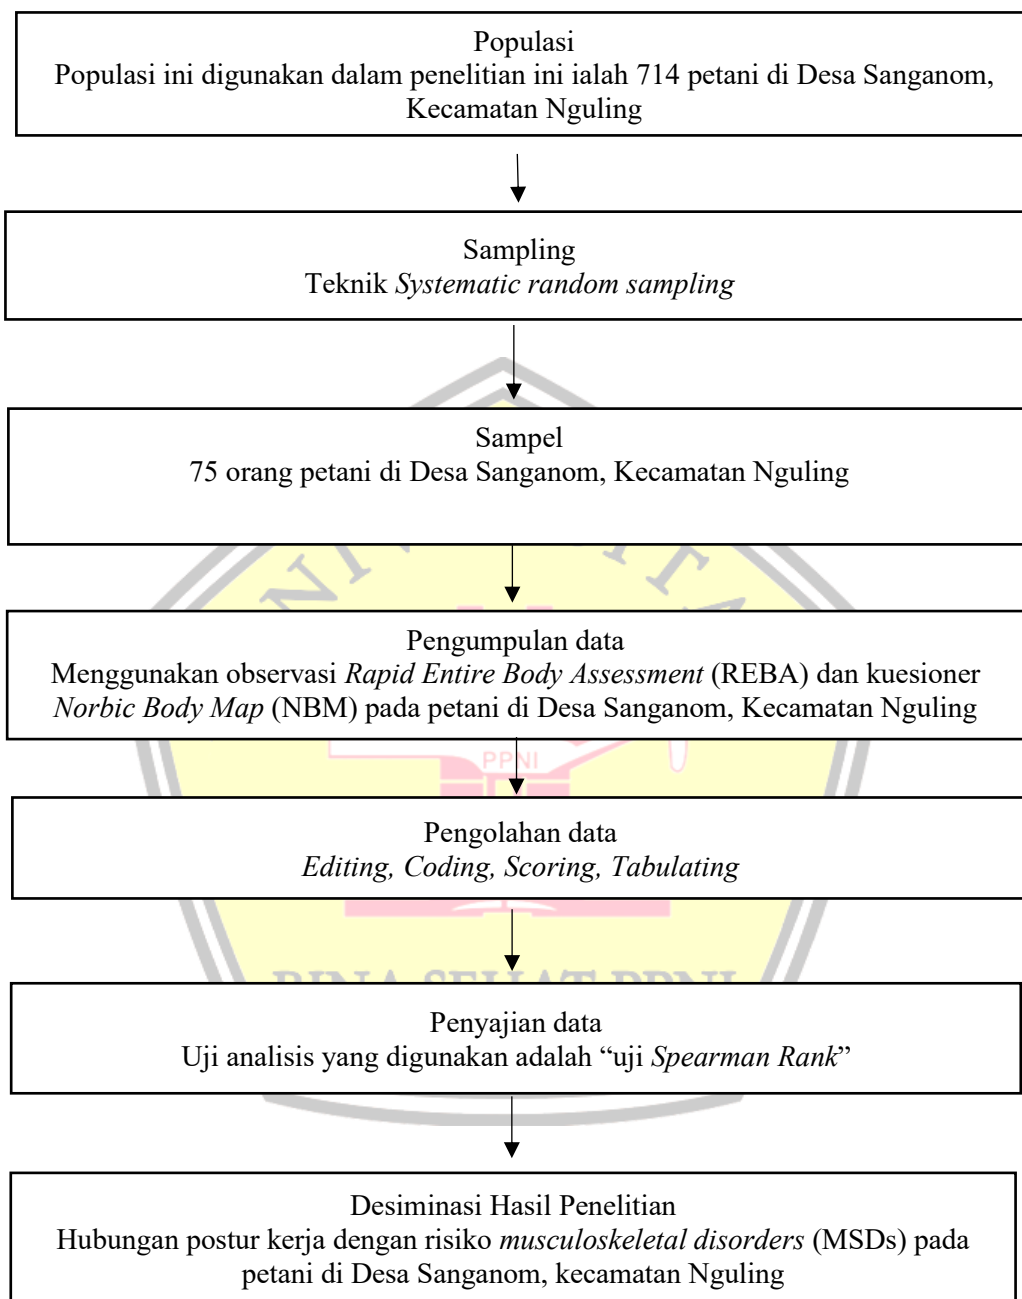 Populasi
Populasi ini digunakan dalam penelitian ini ialah 714 petani di Desa Sanganom,
Kecamatan Nguling
Sampling
Teknik Systematic random sampling
Sampel
75 orang petani di Desa Sanganom, Kecamatan Nguling
Pengumpulan data
Menggunakan observasi Rapid Entire Body Assessment (REBA) dan kuesioner
Norbic Body Map (NBM) pada petani di Desa Sanganom, Kecamatan Nguling
PPNI
Pengolahan data
Editing, Coding, Scoring, Tabulating
BINA SEHAT PPNI
Penyajian data
Uji analisis yang digunakan adalah “uji Spearman Rank”
Desiminasi Hasil Penelitian
Hubungan postur kerja dengan risiko musculoskeletal disorders (MSDs) pada
petani di Desa Sanganom, kecamatan Nguling